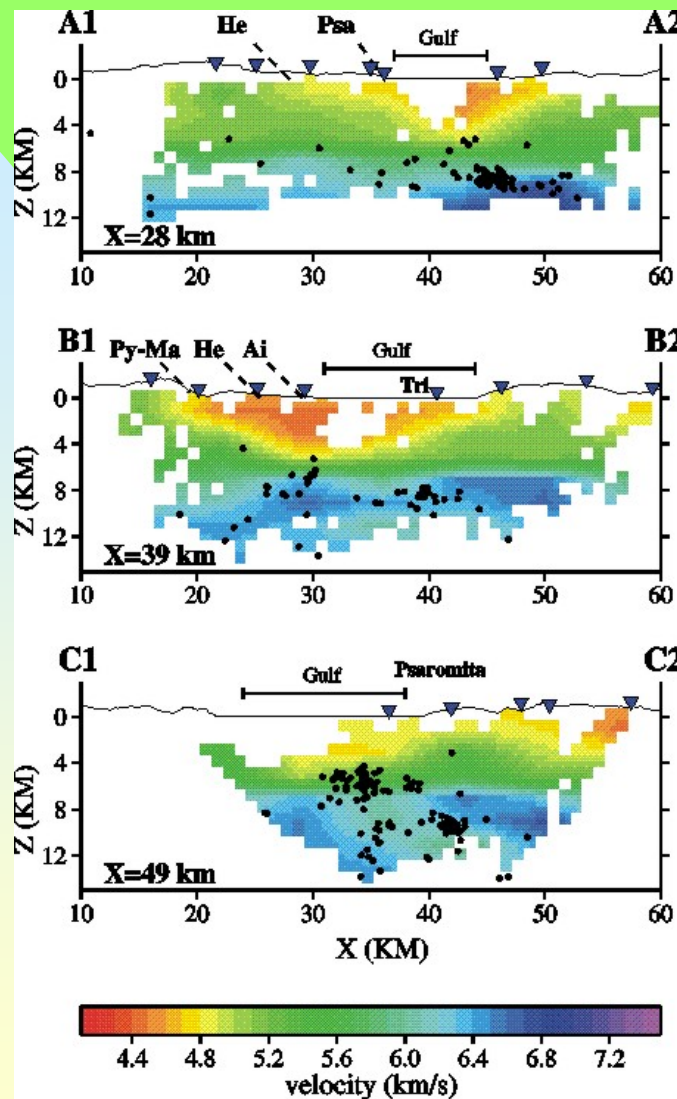 A1 A2
He Psa Gulf
0
4
8
12
Z (KM)
X=28 km
10 20 30 40 50 60
B1 B2
Py-Ma He Ai Gulf
Tri
0
4
8
12
Z (KM)
X=39 km
10 20 30 40 50 60
C1 C2
Gulf Psaromita
0
4
8
12
Z (KM)
X=49 km
10 20 30 40 50 60
X (KM)
4.4 4.8 5.2 5.6 6.0 6.4 6.8 7.2
velocity (km/s)